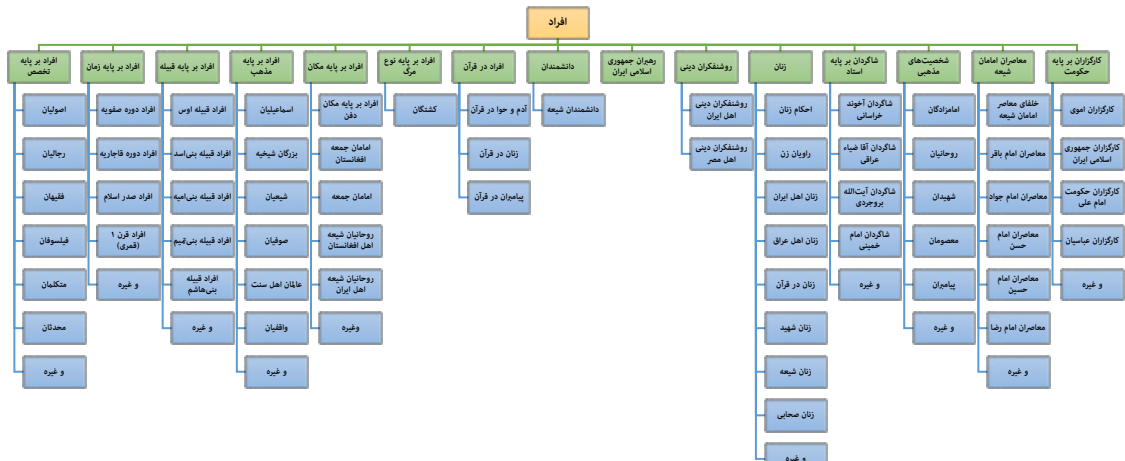 افراد
کارگزاران بر پایه
حکومت
معاصران امامان
شیعه
شخصیت‌های
مذهبی
شاگردان بر پایه
استاد
زنان
روشنفکران دینی
رهبران جمهوری
اسلامی ایران
دانشمندان
افراد در قرآن
افراد بر پایه نوع
مرگ
افراد بر پایه مکان
افراد بر پایه
مذهب
افراد بر پایه قبیله
افراد بر پایه زمان
افراد بر پایه
تخصص
کارگزاران اموی
کارگزاران جمهوری
اسلامی ایران
کارگزاران حکومت
امام علی
کارگزاران عباسیان
و غیره
خلفای معاصر
امامان شیعه
معاصران امام باقر
معاصران امام جواد
معاصران امام
حسن
معاصران امام
حسین
معاصران امام رضا
و غیره
امامزادگان
روحانیان
شهیدان
معصومان
پیامبران
و غیره
شاگردان آخوند
خراسانی
شاگردان آقا ضیاء
عراقی
شاگردان آیت‌الله
بروجردی
شاگردان امام
خمینی
و غیره
احکام زنان
راویان زن
زنان اهل ایران
زنان اهل عراق
زنان در قرآن
زنان شهید
زنان شیعه
زنان صحابی
و غیره
روشنفکران دینی
اهل ایران
روشنفکران دینی
اهل مصر
دانشمندان شیعه
آدم و حوا در قرآن
زنان در قرآن
پیامبران در قرآن
کشتگان
افراد بر پایه مکان
دفن
امامان جمعه
افغانستان
امامان جمعه
روحانیان شیعه
اهل افغانستان
روحانیان شیعه
اهل ایران
وغیره
اسماعیلیان
بزرگان شیخیه
شیعیان
صوفیان
عالمان اهل سنت
واقفیان
و غیره
افراد قبیله اوس
افراد قبیله بنی‌اسد
افراد قبیله بنی‌امیه
افراد قبیله بنی‌تمیم
افراد قبیله
بنی‌هاشم
و غیره
افراد دوره صفویه
افراد دوره قاجاریه
افراد صدر اسلام
افراد قرن ۱
(قمری)
و غیره
اصولیان
رجالیان
فقیهان
فیلسوفان
متکلمان
محدثان
و غیره